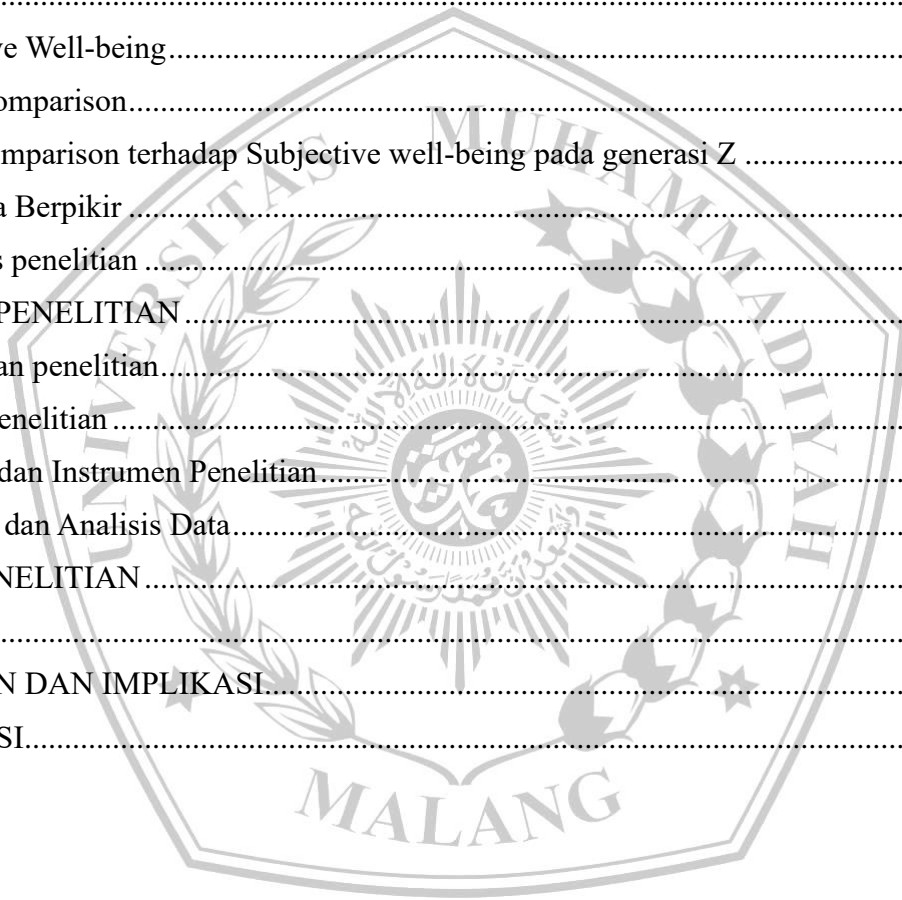 ...........................................................................................
ve Well-being...........................................................................................
omparison...........................................................................................
mparison terhadap Subjective well-being pada generasi Z ....................
a Berpikir ...........................................................................................
s penelitian ...........................................................................................
PENELITIAN...........................................................................................
an penelitian...........................................................................................
enelitian ...........................................................................................
dan Instrumen Penelitian........................................................................
dan Analisis Data...................................................................................
NELITIAN...........................................................................................
...........................................................................................
N DAN IMPLIKASI...................................................................................
SI...........................................................................................
UNIVERSITAS MUHAMMADIYAH
MALANG